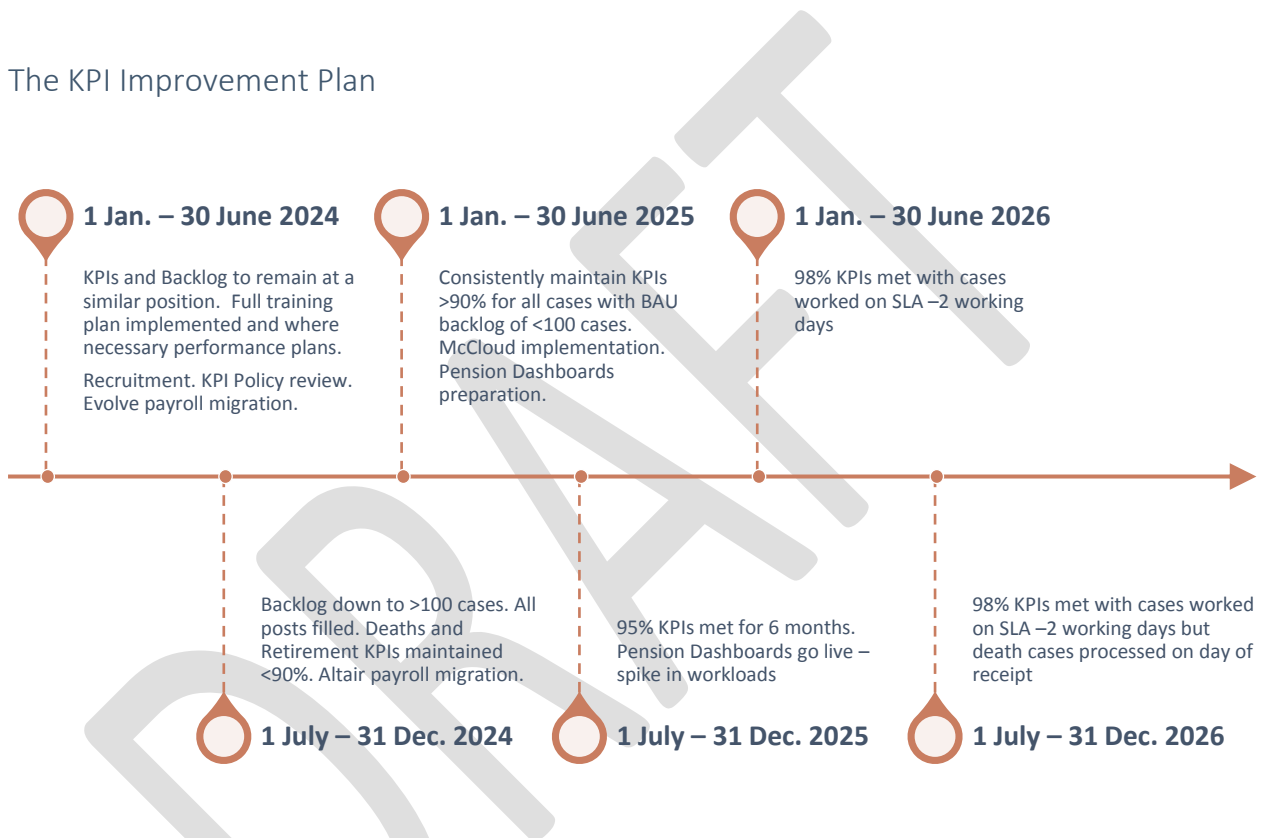 The KPI Improvement Plan
1 Jan. – 30 June 2024
KPIs and Backlog to remain at a
similar position.  Full training
plan implemented and where
necessary performance plans.
Recruitment. KPI Policy review.
Evolve payroll migration.
1 Jan. – 30 June 2025
Consistently maintain KPIs
>90% for all cases with BAU
backlog of <100 cases.
McCloud implementation.
Pension Dashboards
preparation.
1 Jan. – 30 June 2026
98% KPIs met with cases
worked on SLA –2 working
days
Backlog down to >100 cases. All
posts filled. Deaths and
Retirement KPIs maintained
<90%. Altair payroll migration.
1 July – 31 Dec. 2024
95% KPIs met for 6 months.
Pension Dashboards go live –
spike in workloads
1 July – 31 Dec. 2025
98% KPIs met with cases worked
on SLA –2 working days but
death cases processed on day of
receipt
1 July – 31 Dec. 2026
DRAFT